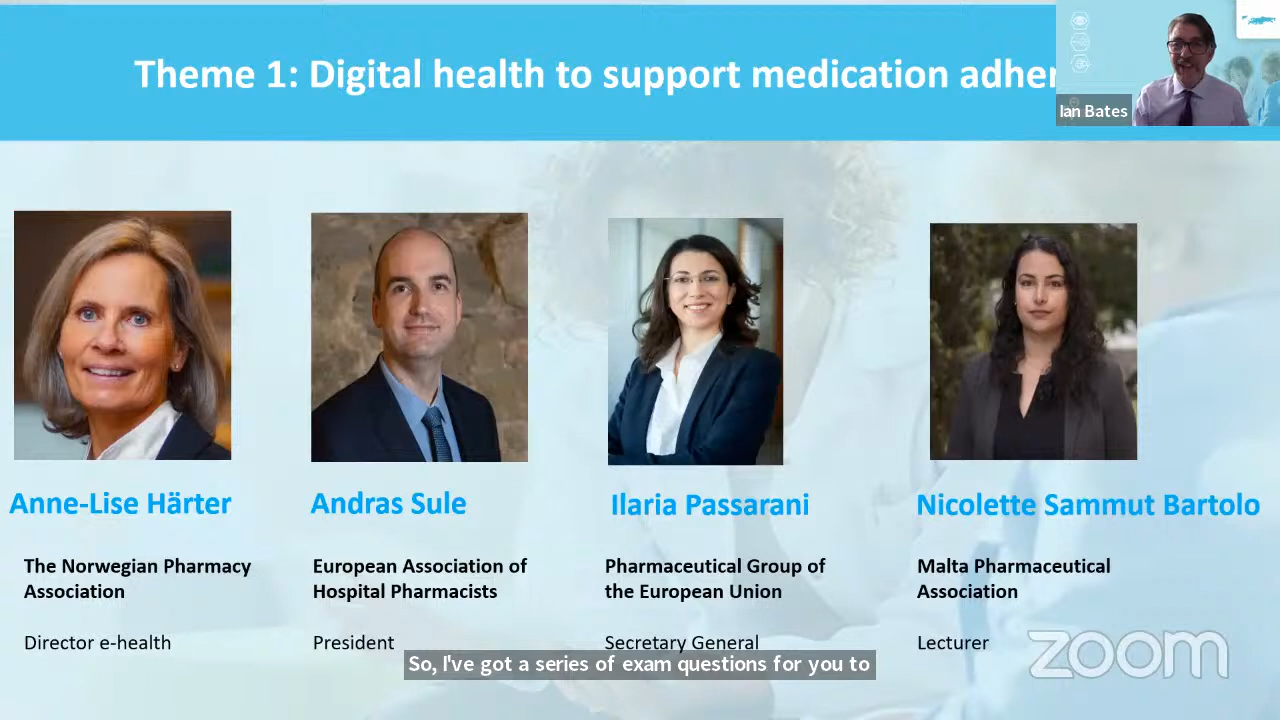 Theme 1: Digital health to support medication adher
Ian Bates
Anne-Lise Härter
Andras Sule
Ilaria Passarani
Nicolette Sammut Bartolo
The Norwegian Pharmacy
Association
European Association of
Hospital Pharmacists
Pharmaceutical Group of
the European Union
Malta Pharmaceutical
Association
Director e-health
President
Secretary General
Lecturer
So, I've got a series of exam questions for you to
zoom